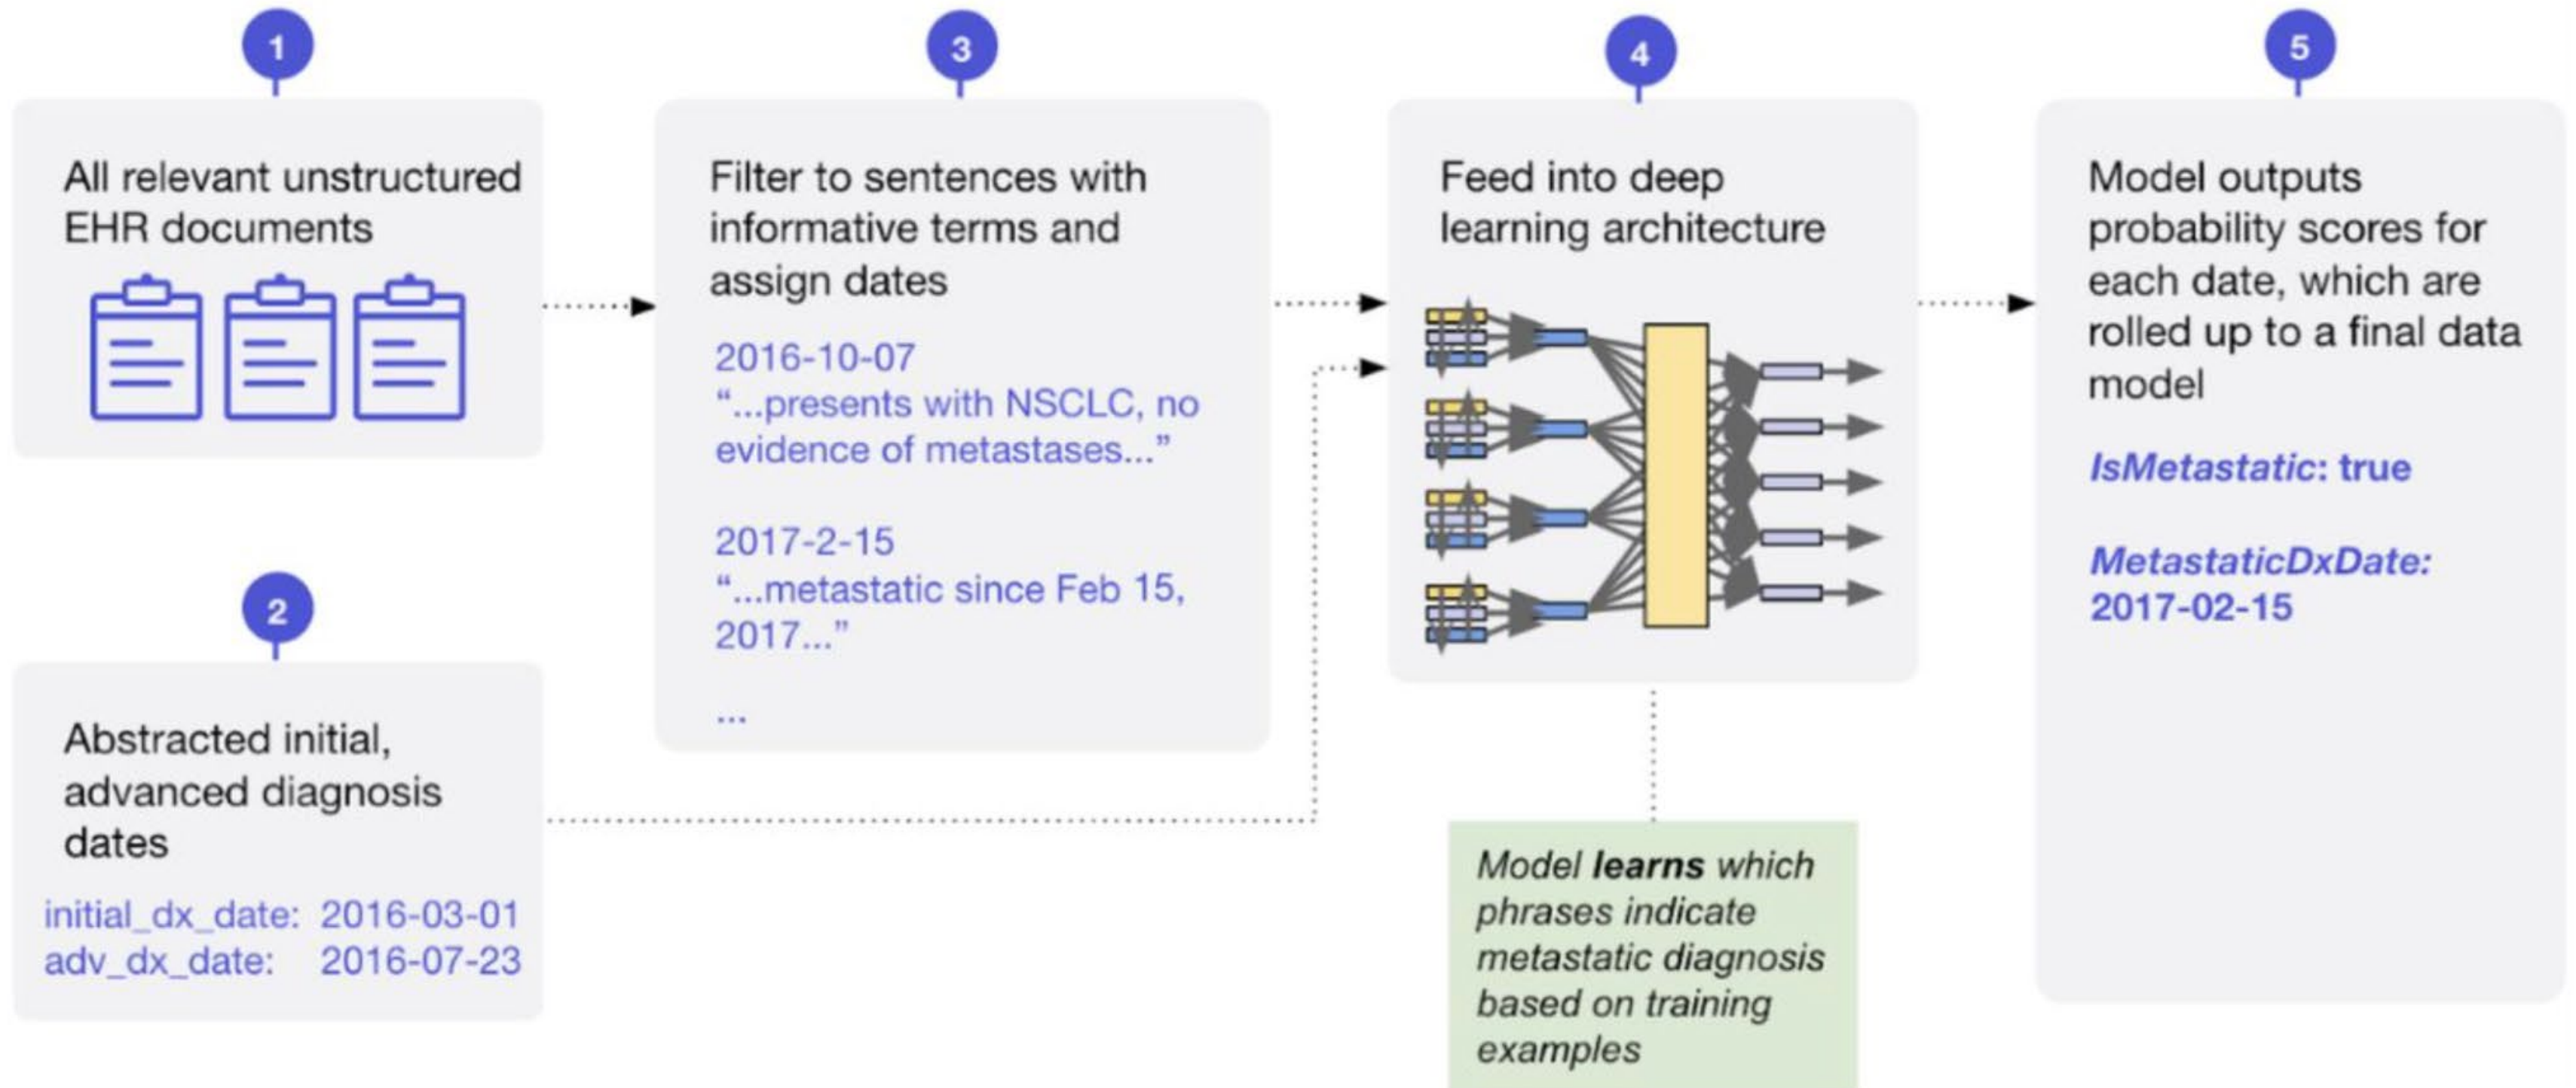 1
All relevant unstructured
EHR documents
2
Abstracted initial,
advanced diagnosis
dates
initial_dx_date: 2016-03-01
adv_dx_date: 2016-07-23
3
Filter to sentences with
informative terms and
assign dates
2016-10-07
“...presents with NSCLC, no
evidence of metastases...”
2017-2-15
“...metastatic since Feb 15,
2017...”
...
4
Feed into deep
learning architecture
Model learns which
phrases indicate
metastatic diagnosis
based on training
examples
5
Model outputs
probability scores for
each date, which are
rolled up to a final data
model
IsMetastatic: true
MetastaticDxDate:
2017-02-15